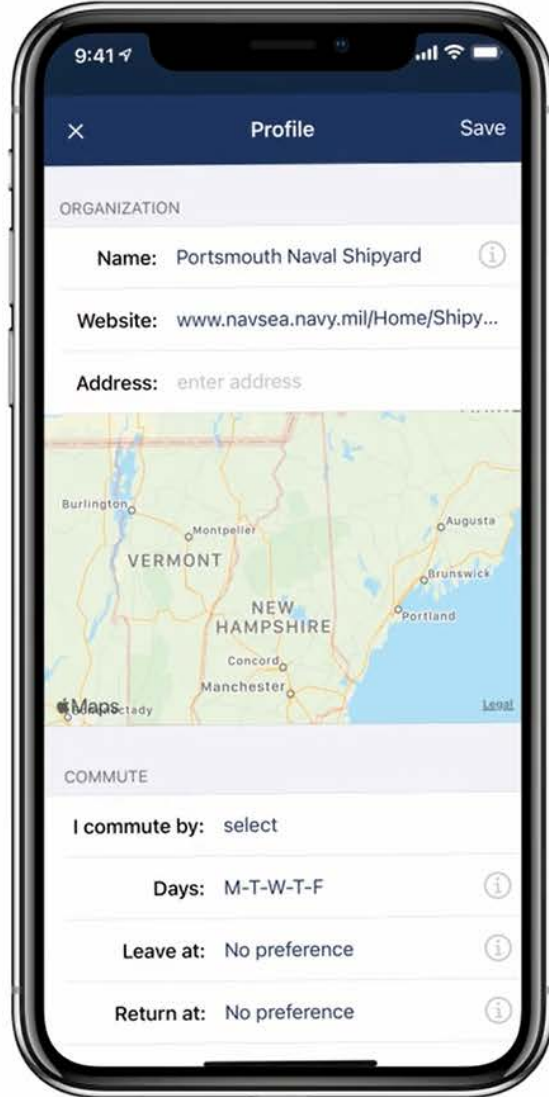 9:41
Profile
Save
ORGANIZATION
Name: Portsmouth Naval Shipyard
Website: www.navsea.navy.mil/Home/Shipy...
Address: enter address
Burlington
Montpelier
Augusta
VERMONT
Brunswick
NEW
HAMPSHIRE
Portland
Concord
Manchester
Maps
Legal
COMMUTE
I commute by: select
Days: M-T-W-T-F
Leave at: No preference
Return at: No preference